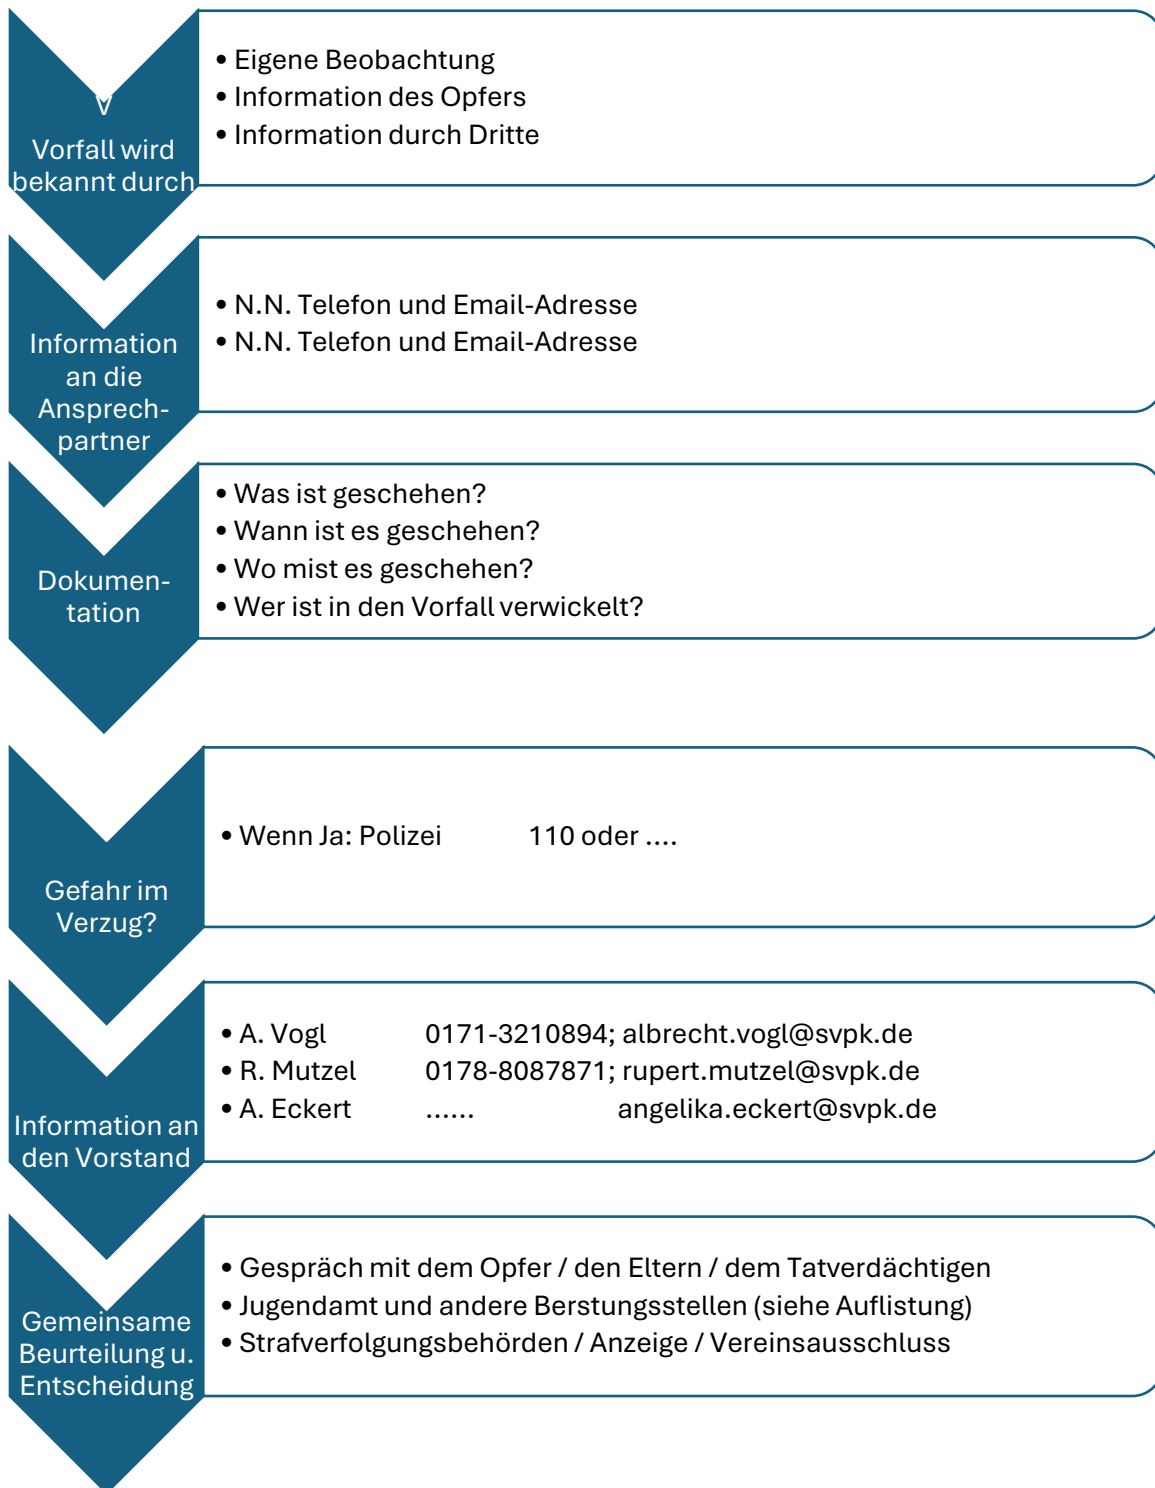 V
Vorfall wird
bekannt durch
• Eigene Beobachtung
• Information des Opfers
• Information durch Dritte
Information
an die
Ansprech-
partner
• N.N. Telefon und Email-Adresse
• N.N. Telefon und Email-Adresse
Dokumen-
tation
• Was ist geschehen?
• Wann ist es geschehen?
• Wo mist es geschehen?
• Wer ist in den Vorfall verwickelt?
Gefahr im
Verzug?
• Wenn Ja: Polizei 110 oder ....
Information an
den Vorstand
• A. Vogl 0171-3210894; albrecht.vogl@svpk.de
• R. Mutzel 0178-8087871; rupert.mutzel@svpk.de
• A. Eckert ...... angelika.eckert@svpk.de
Gemeinsame
Beurteilung u.
Entscheidung
• Gespräch mit dem Opfer / den Eltern / dem Tatverdächtigen
• Jugendamt und andere Berstungsstellen (siehe Auflistung)
• Strafverfolgungsbehörden / Anzeige / Vereinsausschluss